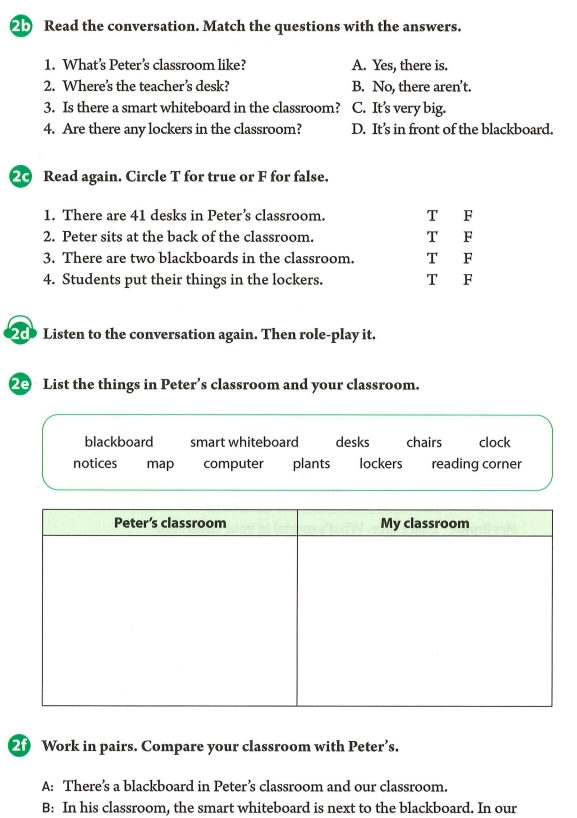 2b Read the conversation. Match the questions with the answers.
1. What's Peter's classroom like? A. Yes, there is.
2. Where's the teacher's desk? B. No, there aren't.
3. Is there a smart whiteboard in the classroom? C. It's very big.
4. Are there any lockers in the classroom? D. It's in front of the blackboard.
2c Read again. Circle T for true or F for false.
1. There are 41 desks in Peter's classroom. T F
2. Peter sits at the back of the classroom. T F
3. There are two blackboards in the classroom. T F
4. Students put their things in the lockers. T F
2d Listen to the conversation again. Then role-play it.
2e List the things in Peter's classroom and your classroom.
blackboard smart whiteboard desks chairs clock
notices map computer plants lockers reading corner
Peter's classroom My classroom
2f Work in pairs. Compare your classroom with Peter's.
A: There's a blackboard in Peter's classroom and our classroom.
B: In his classroom, the smart whiteboard is next to the blackboard. In our